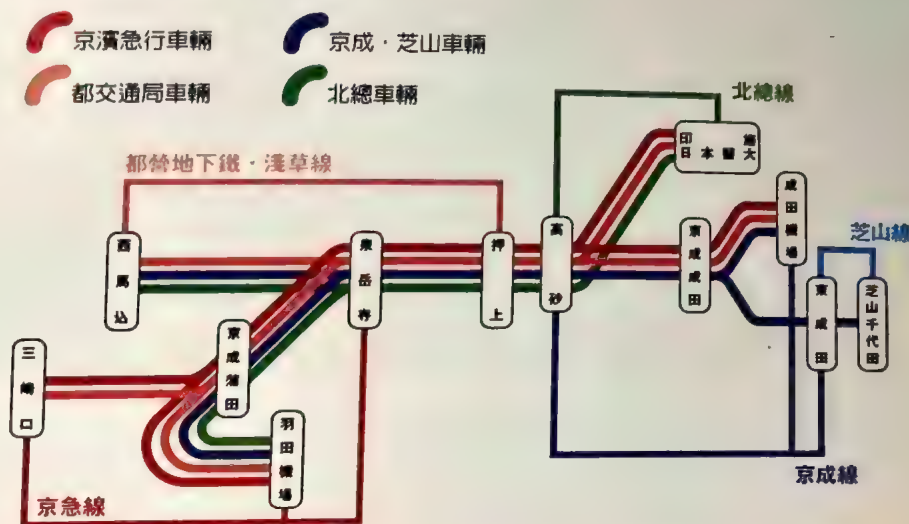 京濱急行車輛
京成・芝山車輛
都交通局車輛
北總車輛
北總線
都營地下鐵・淺草線
印
日本醫大
成田機場
芝山線
西馬込
押上
高砂
京成成田
東成田
芝山千代田
京成蒲田
三崎口
羽田機場
京成線
京急線